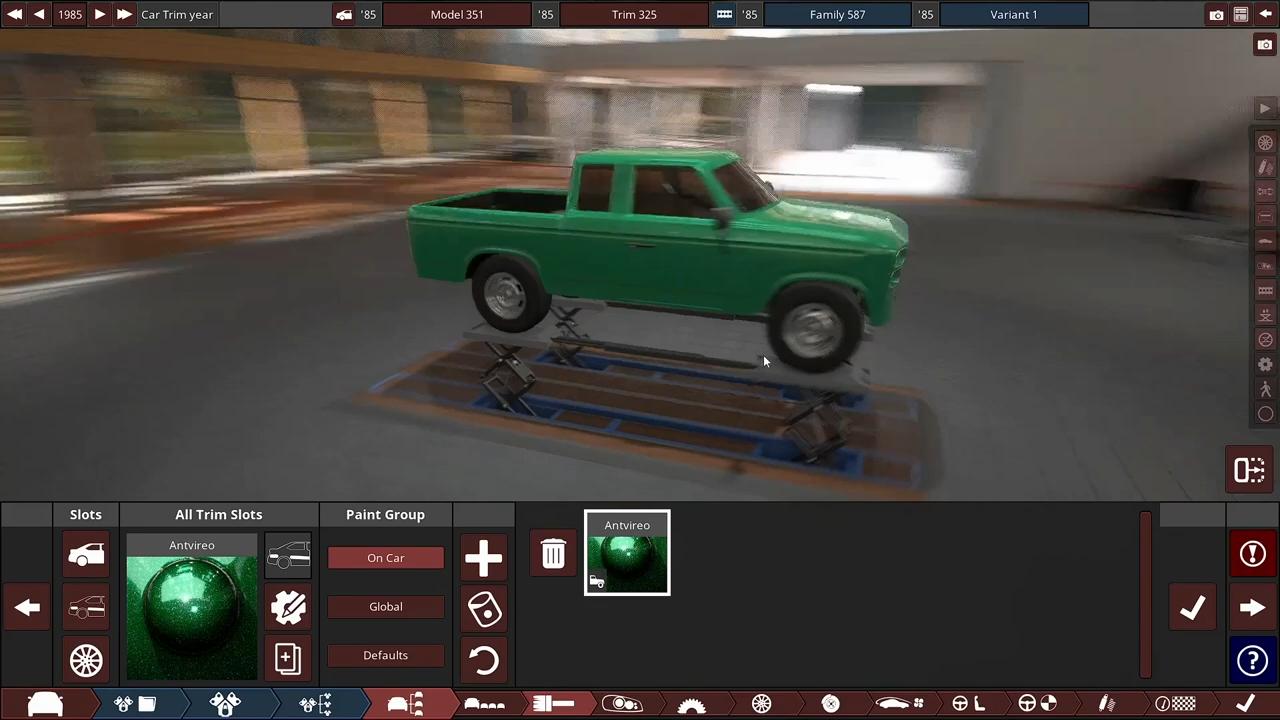 1985 Car Trim year '85 Model 351 '85 Trim 325 '85 Family 587 '85 Variant 1
Slots All Trim Slots Paint Group
Antvireo
Antvireo
On Car
Global
Defaults